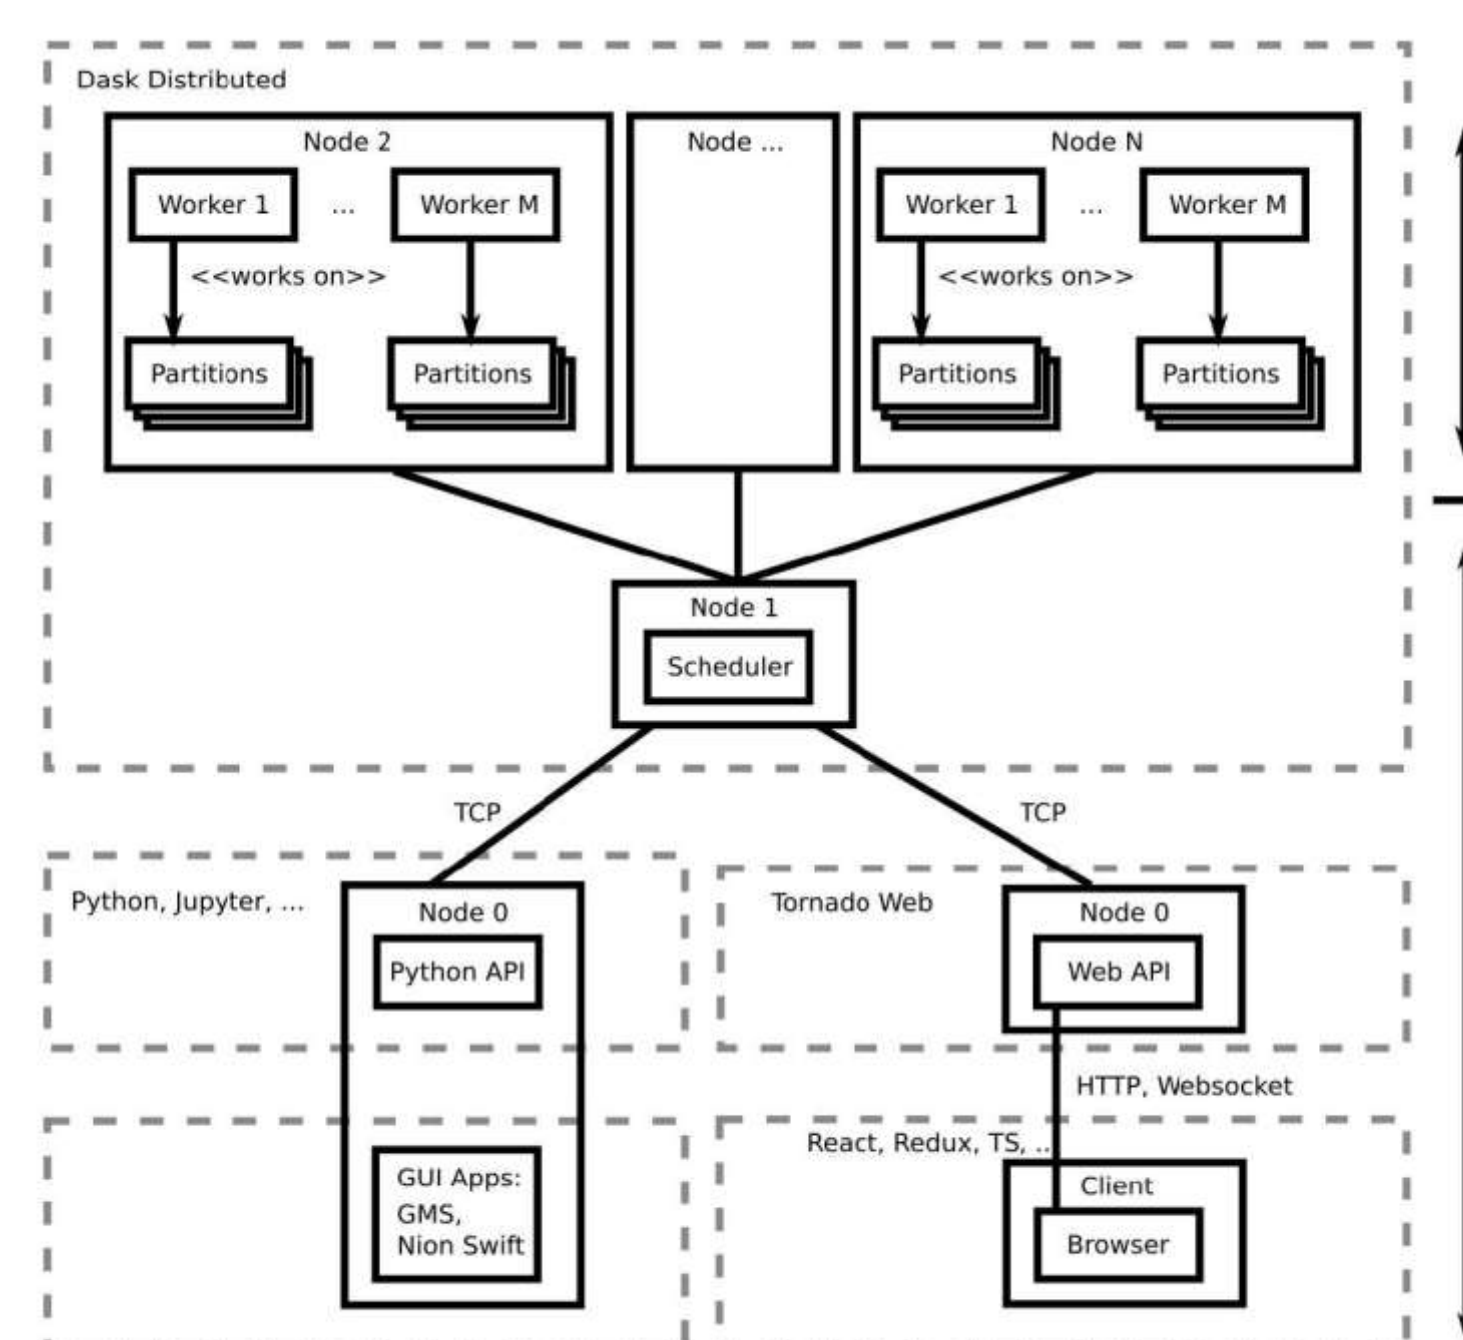 Dask Distributed
Node 2
Node ...
Node N
Worker 1
...
Worker M
Worker 1
...
Worker M
<<works on>>
<<works on>>
Partitions
Partitions
Partitions
Partitions
Node 1
Scheduler
TCP
TCP
Python, Jupyter, ...
Node 0
Python API
Tornado Web
Node 0
Web API
HTTP, Websocket
React, Redux, TS, ...
GUI Apps:
GMS,
Nion Swift
Client
Browser